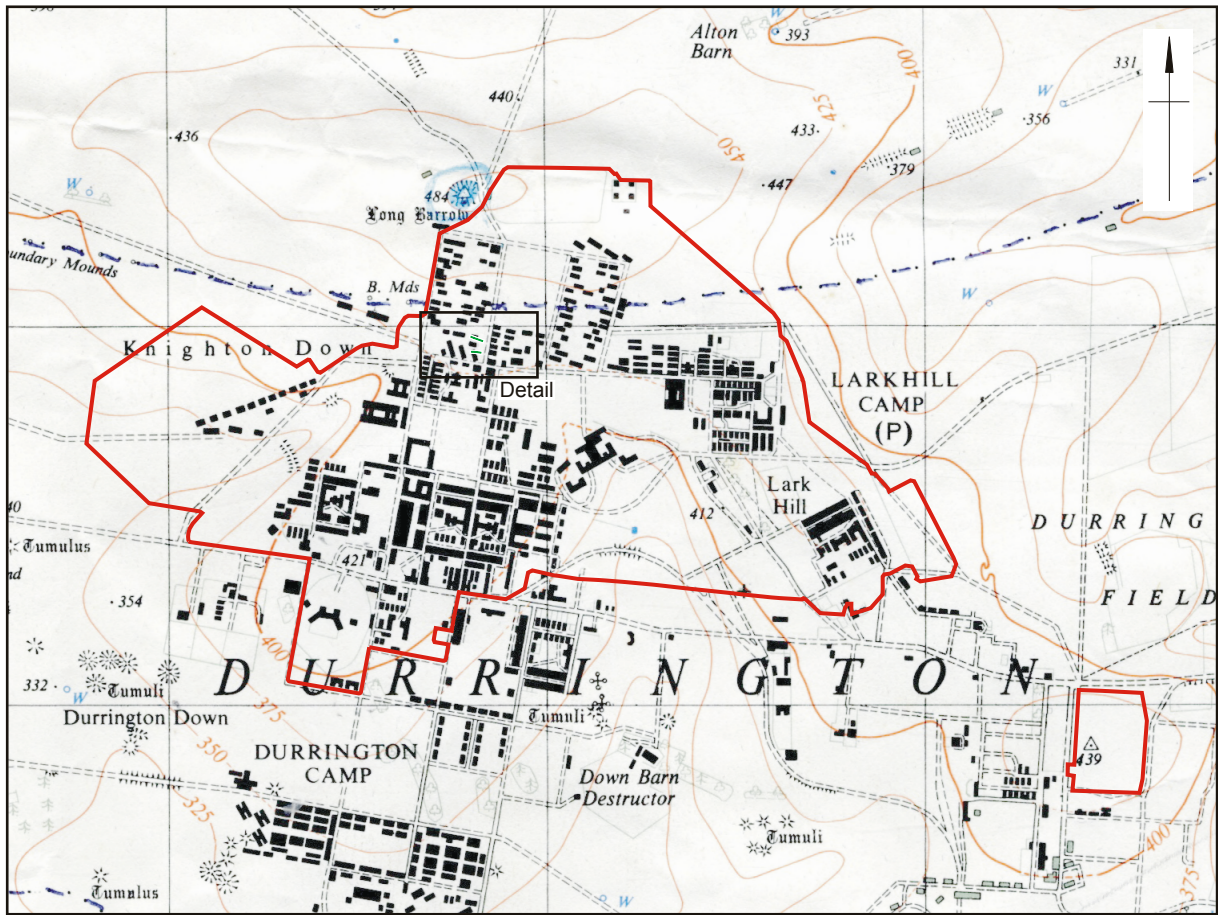 Alton
Barn
393
W
331
400
425
440
W
356
433
436
450
379
447
W
484
Long Barrow
undary Mounds
B. Mds
W
Knighton Down
Detail
LARKHILL
CAMP
(P)
Lark
Hill
412
40
DURRING
Tumulus
nd
421
354
FIELD
400
DURRINGTON
332
W
Tumuli
375
Durrington Down
Tumuli
439
350
DURRINGTON
CAMP
Down Barn
Destructor
325
Tumuli
400
375
Tumulus
W